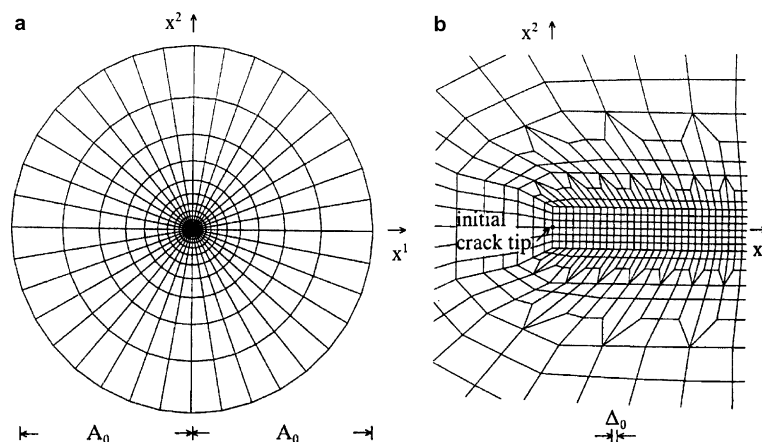 a
x²
x¹
A₀
A₀
b
x²
initial
crack tip
x
Δ₀